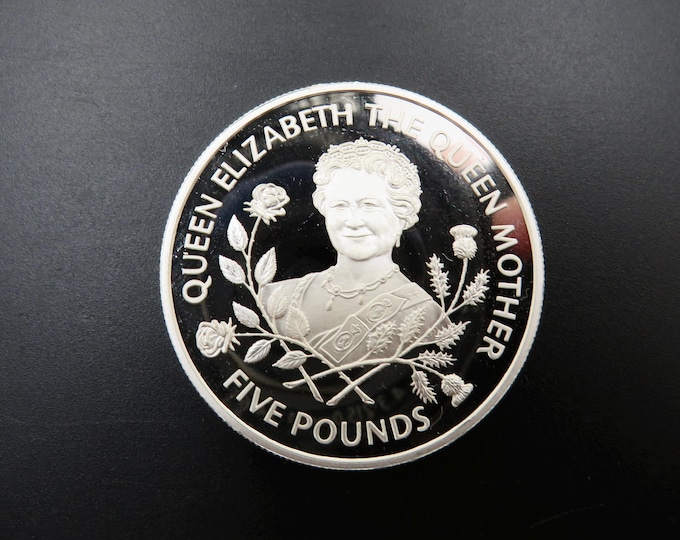 QUEEN ELIZABETH THE QUEEN MOTHER
FIVE POUNDS